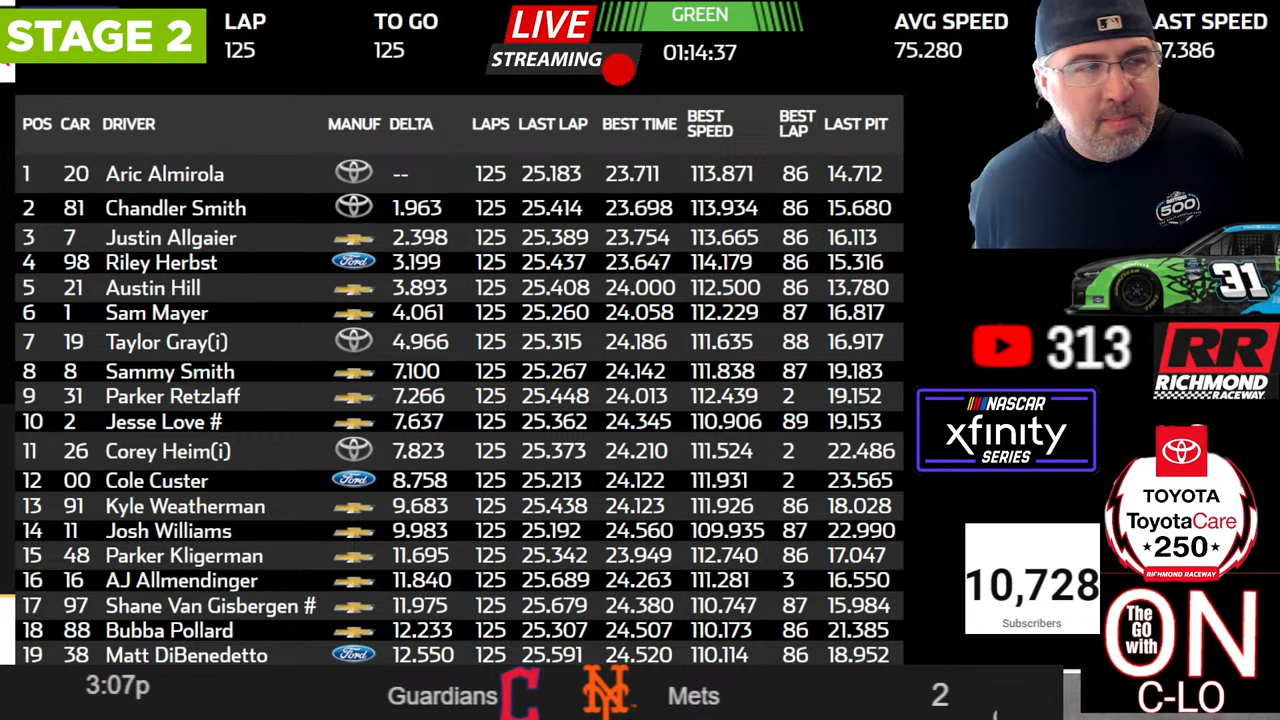 STAGE 2
LAP
125
TO GO
125
LIVE
STREAMING
GREEN
01:14:37
AVG SPEED
75.280
AST SPEED
7.386
POS CAR DRIVER MANUF DELTA LAPS LAST LAP BEST TIME BEST SPEED BEST LAP LAST PIT
1 20 Aric Almirola -- 125 25.183 23.711 113.871 86 14.712
2 81 Chandler Smith 1.963 125 25.414 23.698 113.934 86 15.680
3 7 Justin Allgaier 2.398 125 25.389 23.754 113.665 86 16.113
4 98 Riley Herbst Ford 3.199 125 25.437 23.647 114.179 86 15.316
5 21 Austin Hill 3.893 125 25.408 24.000 112.500 86 13.780
6 1 Sam Mayer 4.061 125 25.260 24.058 112.229 87 16.817
7 19 Taylor Gray(i) 4.966 125 25.315 24.186 111.635 88 16.917
8 8 Sammy Smith 7.100 125 25.267 24.142 111.838 87 19.183
9 31 Parker Retzlaff 7.266 125 25.448 24.013 112.439 2 19.152
10 2 Jesse Love # 7.637 125 25.362 24.345 110.906 89 19.153
11 26 Corey Heim(i) 7.823 125 25.373 24.210 111.524 2 22.486
12 00 Cole Custer Ford 8.758 125 25.213 24.122 111.931 2 23.565
13 91 Kyle Weatherman 9.683 125 25.438 24.123 111.926 86 18.028
14 11 Josh Williams 9.983 125 25.192 24.560 109.935 87 22.990
15 48 Parker Kligerman 11.695 125 25.342 23.949 112.740 86 17.047
16 16 AJ Allmendinger 11.840 125 25.689 24.263 111.281 3 16.550
17 97 Shane Van Gisbergen # 11.975 125 25.679 24.380 110.747 87 15.984
18 88 Bubba Pollard 12.233 125 25.307 24.507 110.173 86 21.385
19 38 Matt DiBenedetto Ford 12.550 125 25.591 24.520 110.114 86 18.952
DAYTONA
500
31
313
RR
RICHMOND
RACEWAY
NASCAR
xfinity
SERIES
TOYOTA
ToyotaCare
250
RICHMOND RACEWAY
10,728
Subscribers
The
GO
with
ON
C-LO
3:07p
Guardians
C
NY
Mets
2